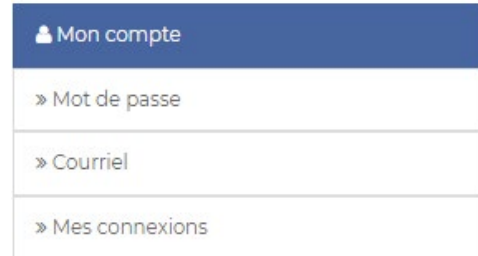 Mon compte
» Mot de passe
» Courriel
» Mes connexions